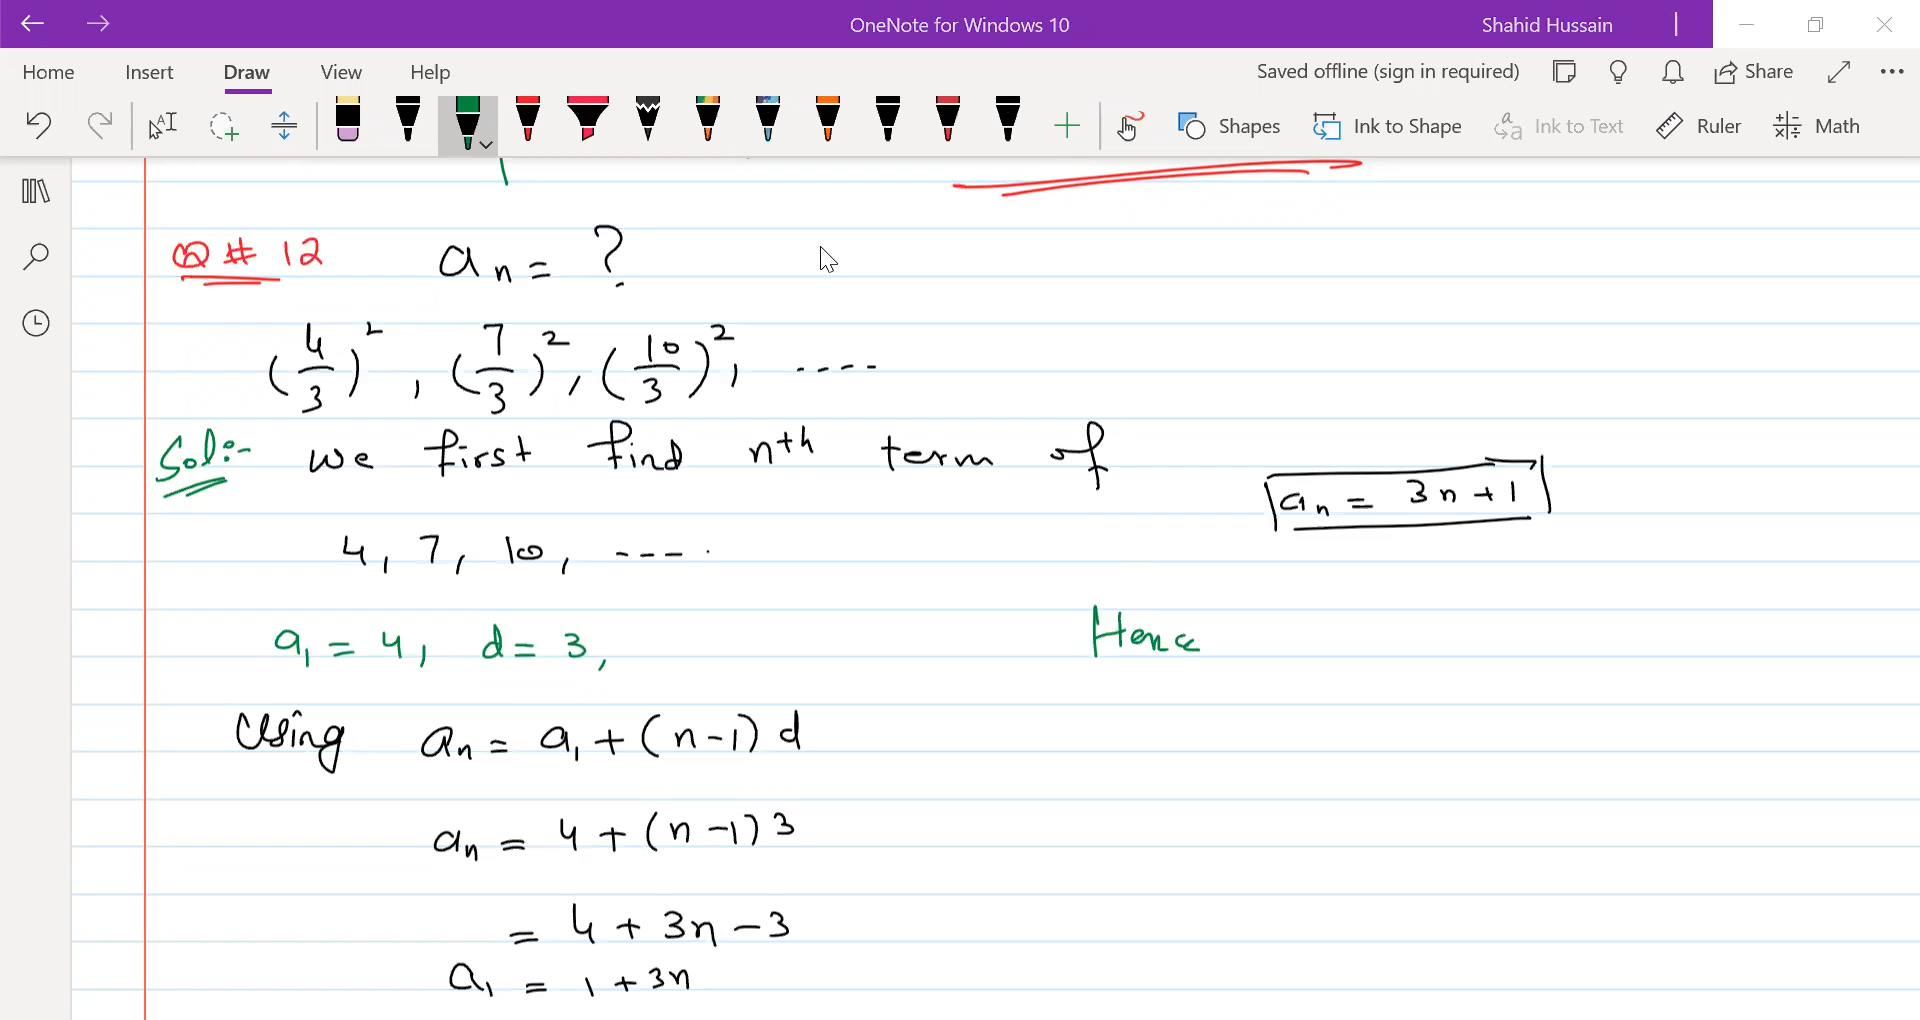 OneNote for Windows 10
Shahid Hussain
Home Insert Draw View Help
Saved offline (sign in required) Share
Shapes Ink to Shape Ink to Text Ruler Math
Q # 12 aₙ = ?
(4/3)², (7/3)², (10/3)², ----
Sol:- we first find nth term of
aₙ = 3n + 1
4, 7, 10, ---.
a₁ = 4, d = 3,
Hence
Using aₙ = a₁ + (n-1) d
aₙ = 4 + (n-1) 3
= 4 + 3n - 3
a₁ = 1 + 3n